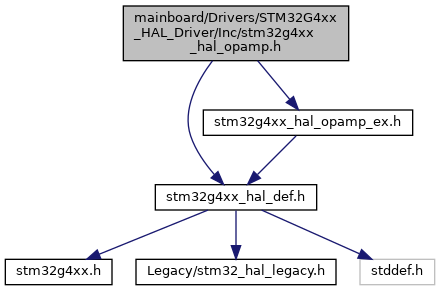 mainboard/Drivers/STM32G4xx
_HAL_Driver/Inc/stm32g4xx
_hal_opamp.h
stm32g4xx_hal_opamp_ex.h
stm32g4xx_hal_def.h
stm32g4xx.h
Legacy/stm32_hal_legacy.h
stddef.h